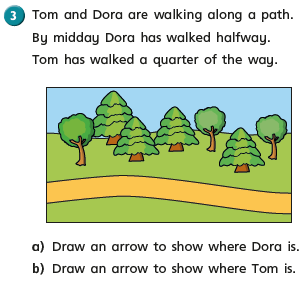 3 Tom and Dora are walking along a path.
By midday Dora has walked halfway.
Tom has walked a quarter of the way.
a) Draw an arrow to show where Dora is.
b) Draw an arrow to show where Tom is.